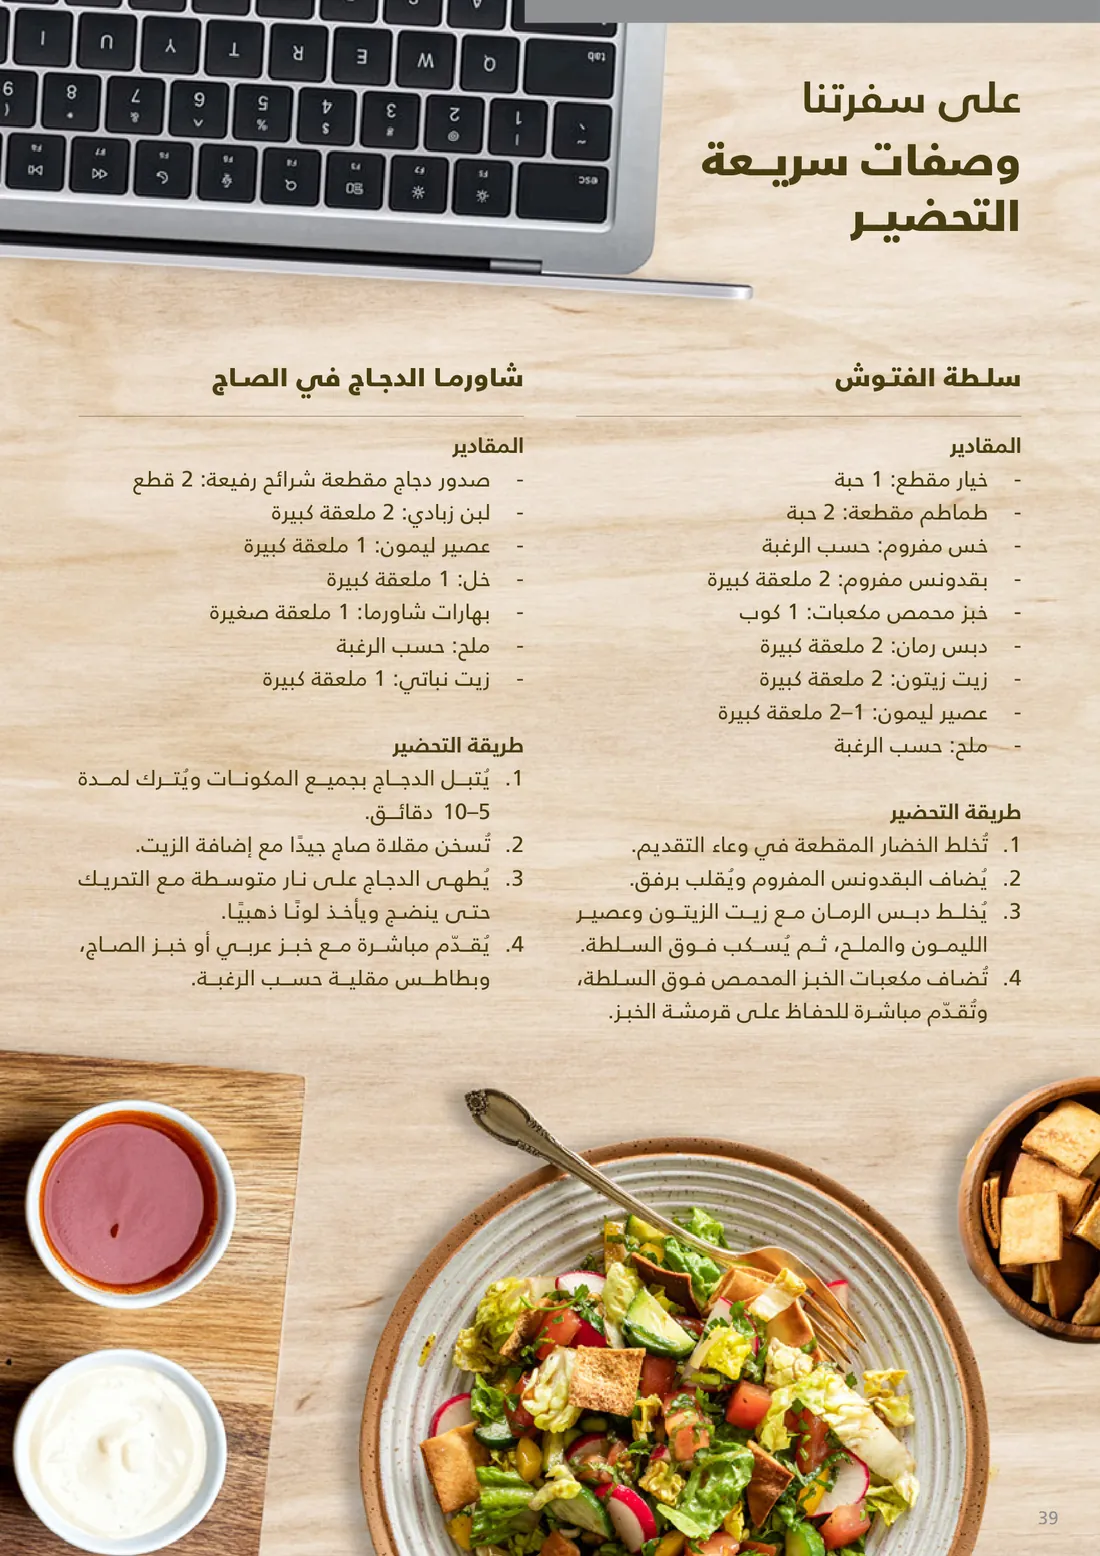 على سفرتنا
وصفات سريعة
التحضير
سلطة الفتوش
المقادير
- خيار مقطع: 1 حبة
- طماطم مقطعة: 2 حبة
- خس مفروم: حسب الرغبة
- بقدونس مفروم: 2 ملعقة كبيرة
- خبز محمص مكعبات: 1 كوب
- دبس رمان: 2 ملعقة كبيرة
- زيت زيتون: 2 ملعقة كبيرة
- عصير ليمون: 1–2 ملعقة كبيرة
- ملح: حسب الرغبة
طريقة التحضير
1. تُخلط الخضار المقطعة في وعاء التقديم.
2. يُضاف البقدونس المفروم ويُقلب برفق.
3. يُخلط دبس الرمان مع زيت الزيتون وعصير
الليمون والملح، ثم يُسكب فوق السلطة.
4. تُضاف مكعبات الخبز المحمص فوق السلطة،
وتُقدّم مباشرة للحفاظ على قرمشة الخبز.
شاورما الدجاج في الصاج
المقادير
- صدور دجاج مقطعة شرائح رفيعة: 2 قطع
- لبن زبادي: 2 ملعقة كبيرة
- عصير ليمون: 1 ملعقة كبيرة
- خل: 1 ملعقة كبيرة
- بهارات شاورما: 1 ملعقة صغيرة
- ملح: حسب الرغبة
- زيت نباتي: 1 ملعقة كبيرة
طريقة التحضير
1. يُتبل الدجاج بجميع المكونات ويُترك لمدة
5–10 دقائق.
2. تُسخن مقلاة صاج جيدًا مع إضافة الزيت.
3. يُطهى الدجاج على نار متوسطة مع التحريك
حتى ينضج ويأخذ لونًا ذهبيًا.
4. يُقدّم مباشرة مع خبز عربي أو خبز الصاج،
وبطاطس مقلية حسب الرغبة.
39